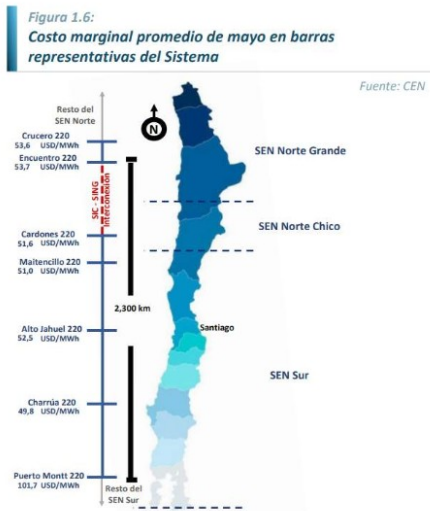 Figura 1.6:
Costo marginal promedio de mayo en barras
representativas del Sistema
Fuente: CEN
Resto del
SEN Norte
N
Crucero 220
53,6 USD/MWh
Encuentro 220
53,7 USD/MWh
SIC - SING
Interconexión
Cardones 220
51,6 USD/MWh
Maitencillo 220
51,0 USD/MWh
2,300 km
Alto Jahuel 220
52,5 USD/MWh
Charrúa 220
49,8 USD/MWh
Puerto Montt 220
101,7 USD/MWh
Resto del
SEN Sur
SEN Norte Grande
SEN Norte Chico
Santiago
SEN Sur